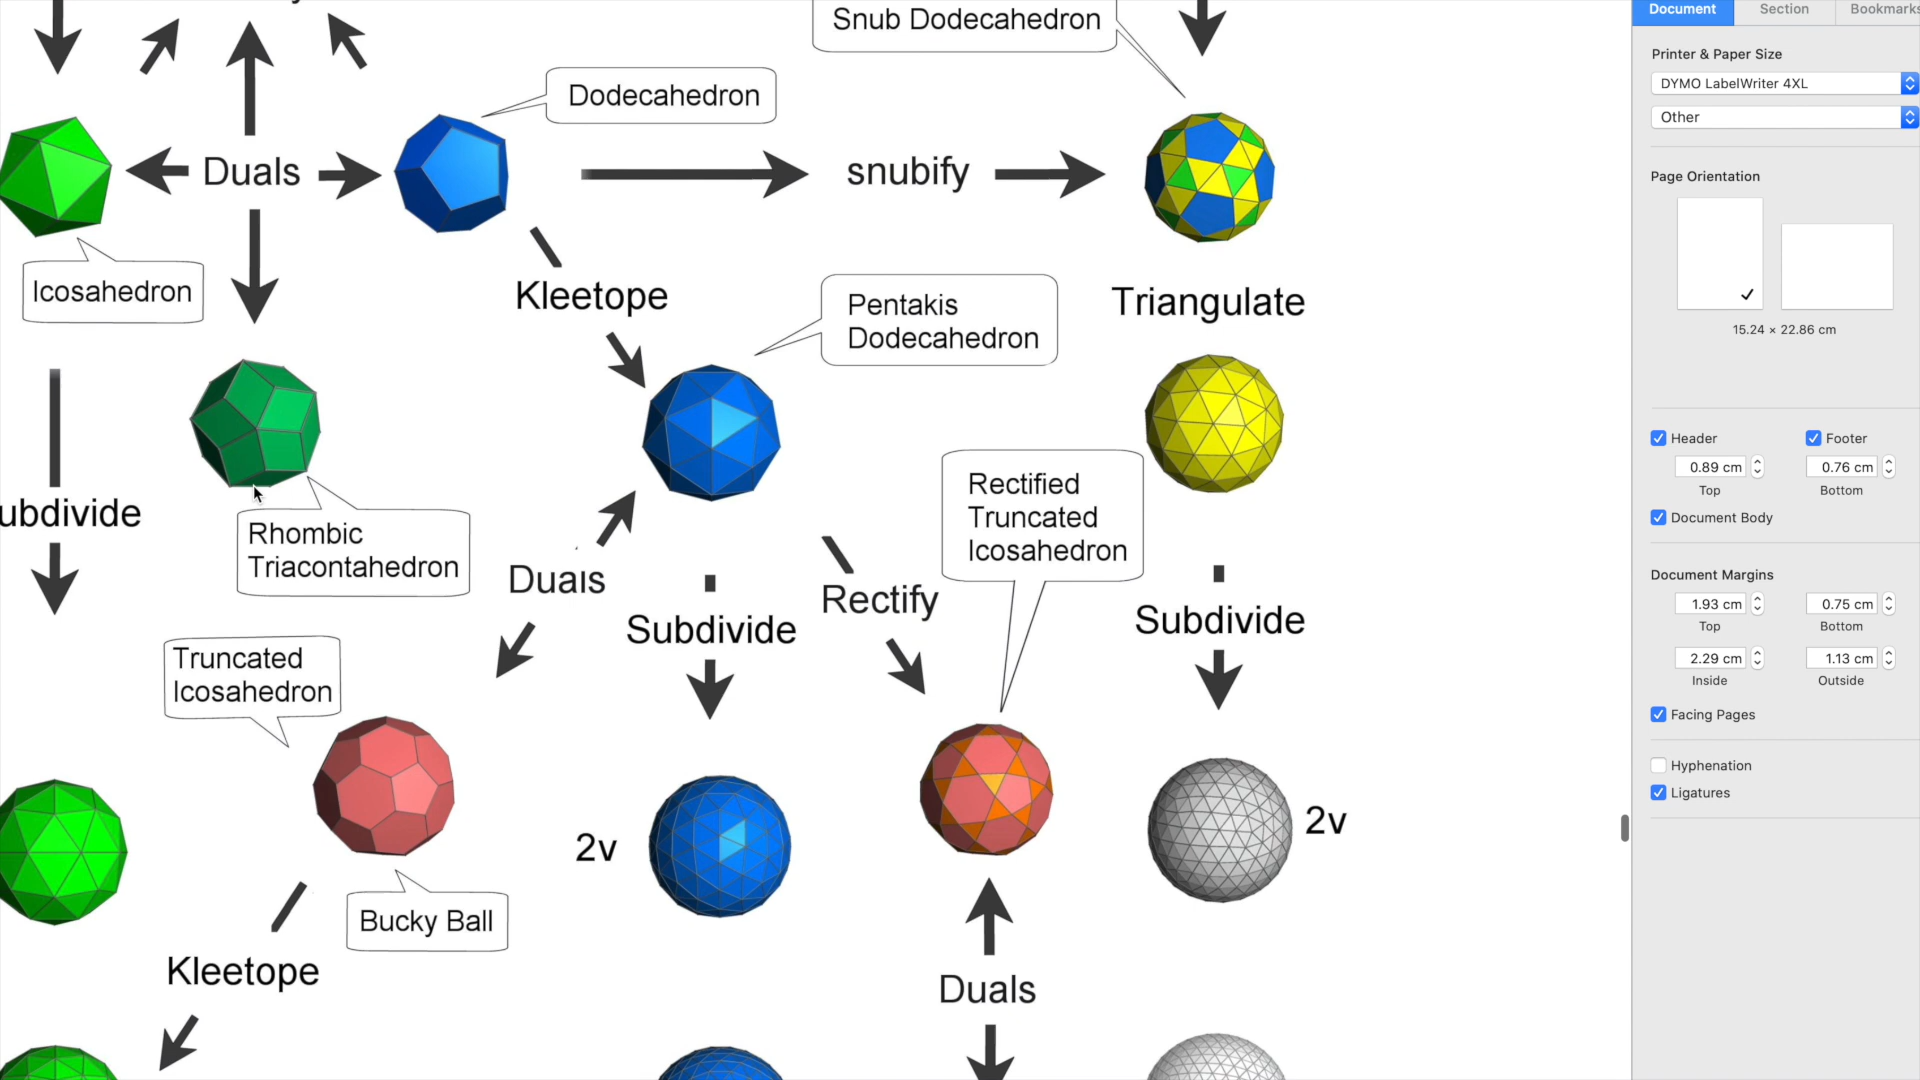 Snub Dodecahedron
Dodecahedron
Duals
snubify
Icosahedron
Kleetope
Pentakis
Dodecahedron
Triangulate
Rectified
Truncated
Icosahedron
ubdivide
Rhombic
Triacontahedron
Duals
Subdivide
Rectify
Subdivide
Truncated
Icosahedron
2v
2v
Bucky Ball
Kleetope
Duals
Document
Section
Bookmarks
Printer & Paper Size
DYMO LabelWriter 4XL
Other
Page Orientation
15.24 × 22.86 cm
Header
Footer
0.89 cm
0.76 cm
Top
Bottom
Document Body
Document Margins
1.93 cm
0.75 cm
Top
Bottom
2.29 cm
1.13 cm
Inside
Outside
Facing Pages
Hyphenation
Ligatures